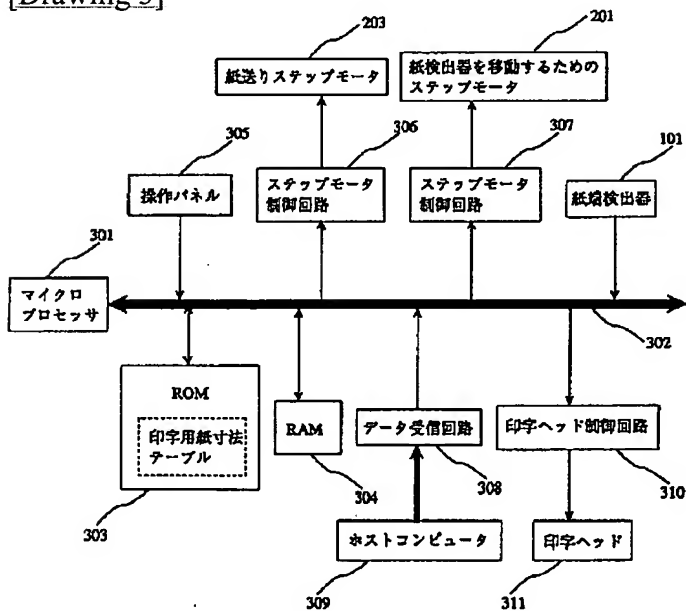 [Drawing 3]
203
201
紙送りステップモータ
紙検出器を移動するための
ステップモータ
305
306
307
101
操作パネル
ステップモータ
制御回路
ステップモータ
制御回路
紙端検出器
301
マイクロ
プロセッサ
302
ROM
印字用紙寸法
テーブル
RAM
データ受信回路
印字ヘッド制御回路
303
304
308
310
ホストコンピュータ
印字ヘッド
309
311